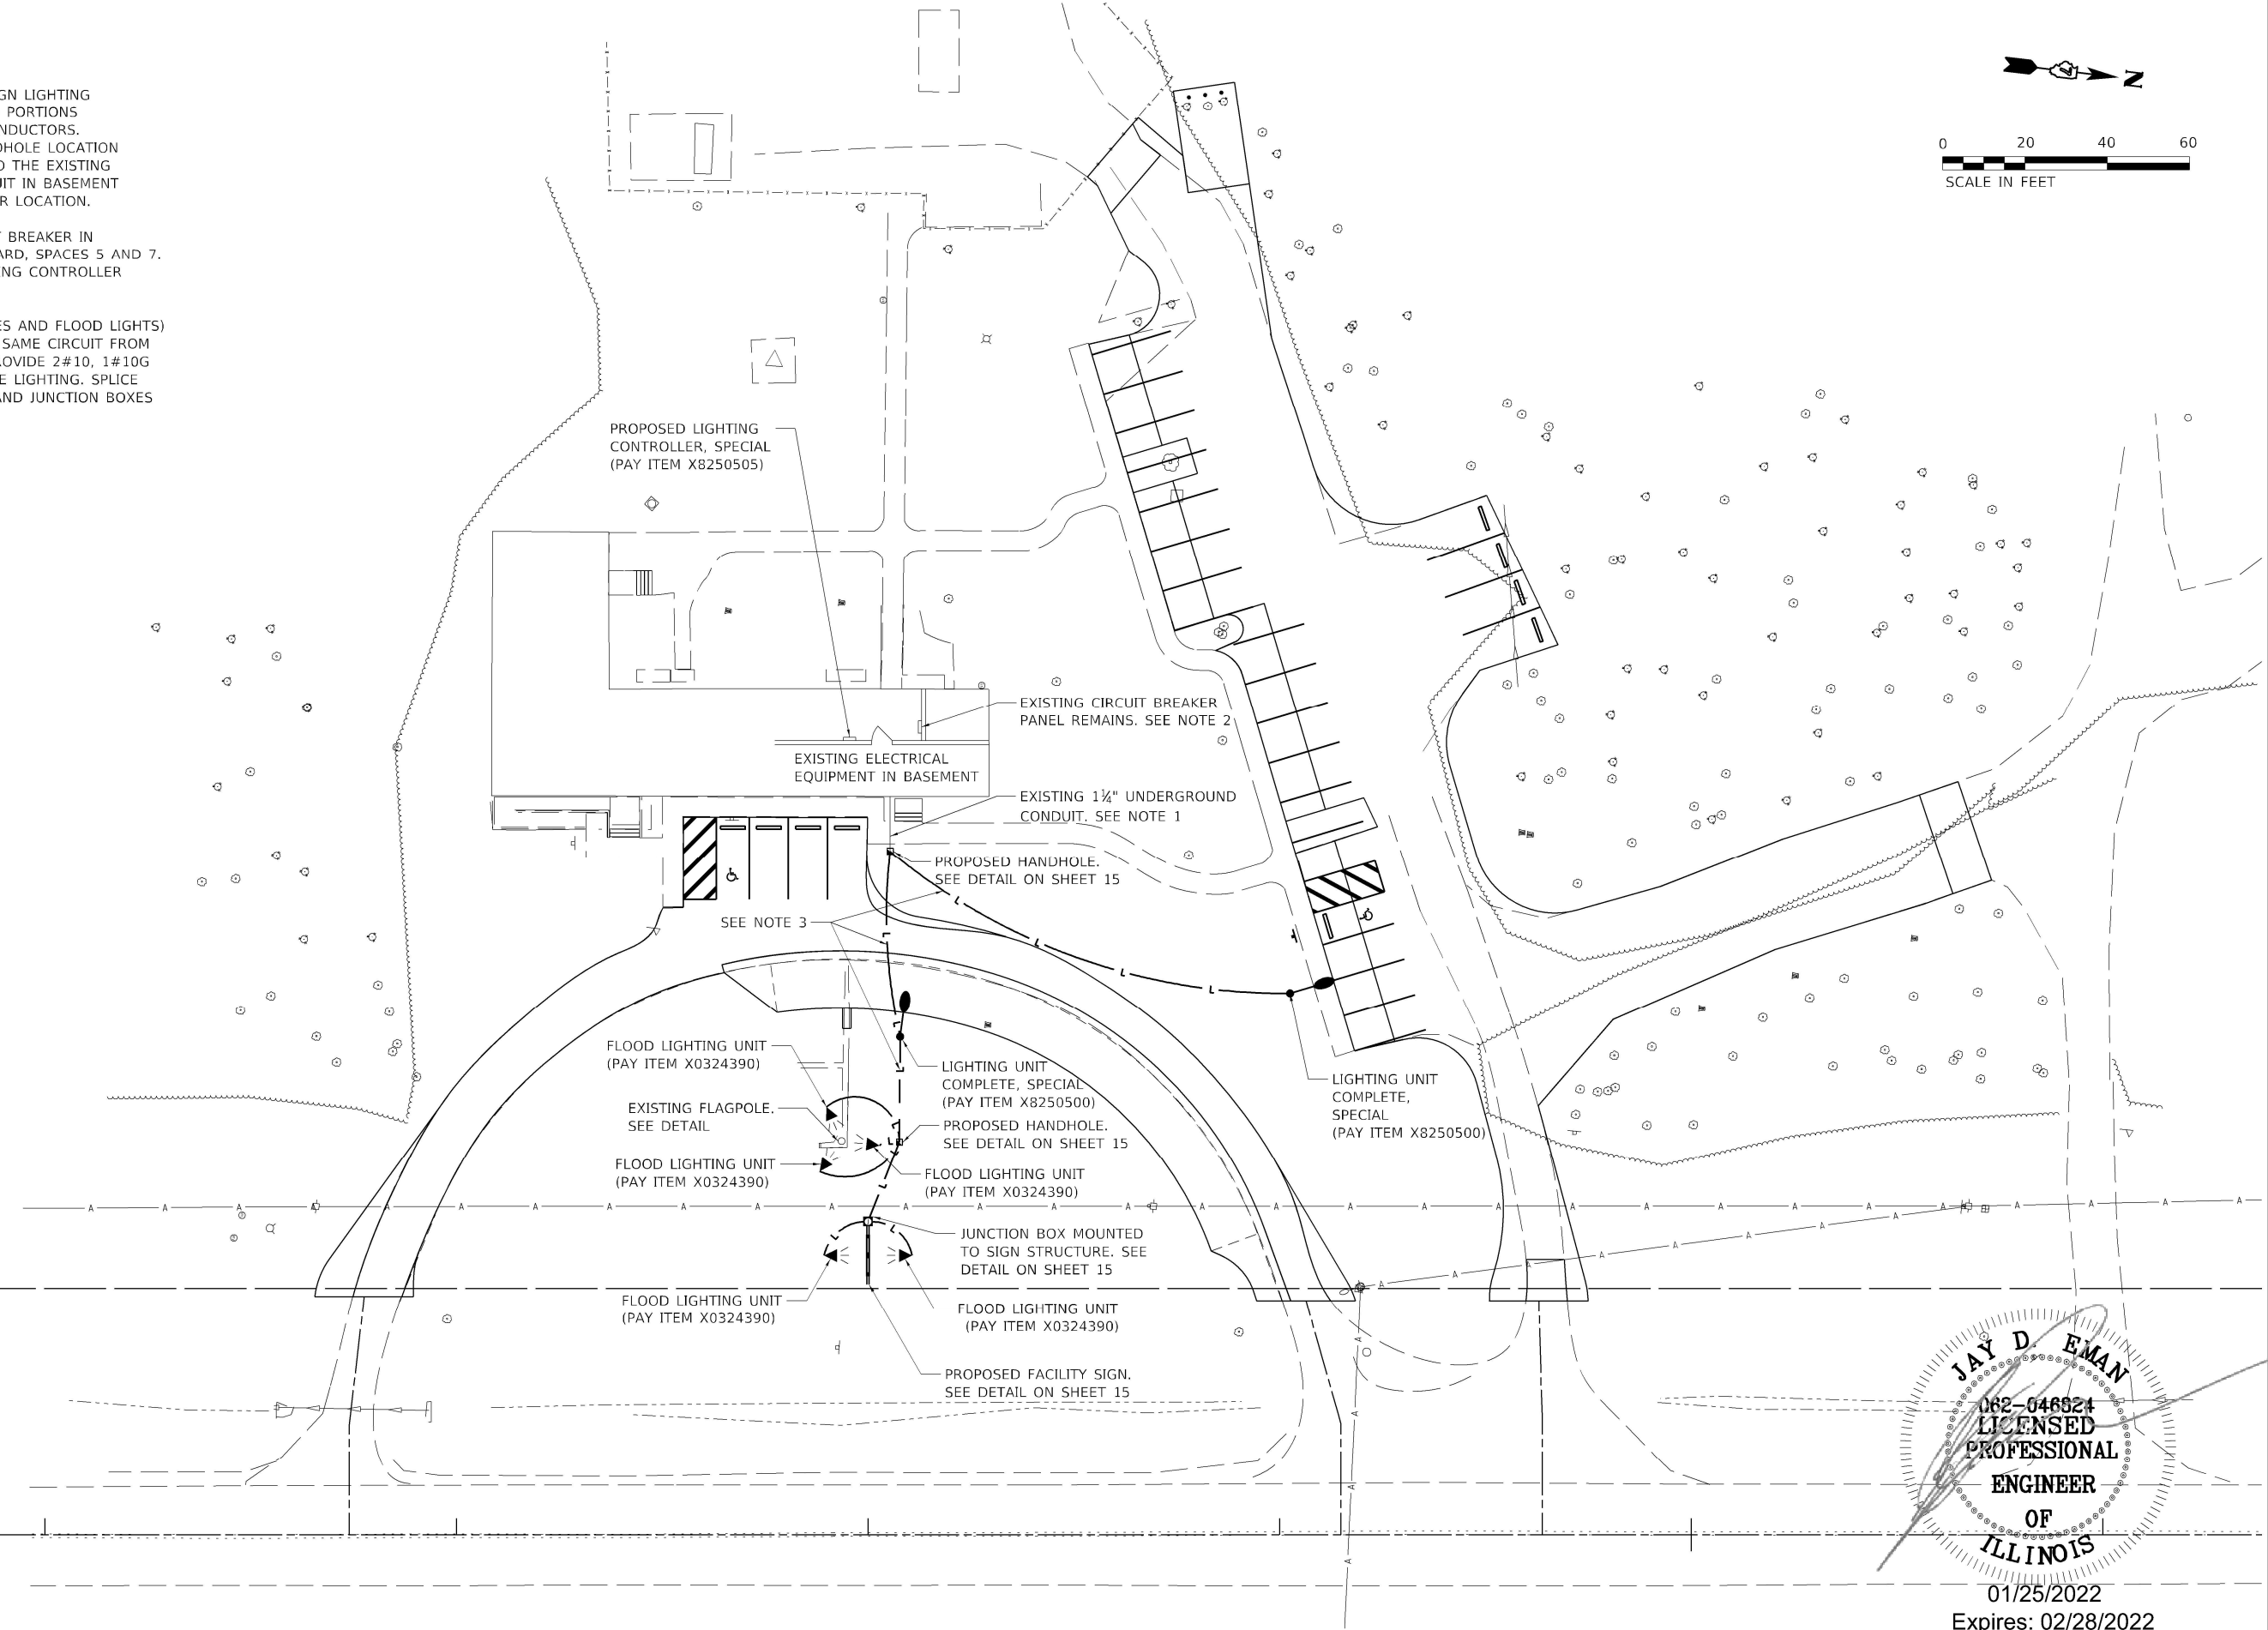 GN LIGHTING
PORTIONS
NDUCTORS.
DHOLE LOCATION
O THE EXISTING
UIT IN BASEMENT
R LOCATION.
T BREAKER IN
ARD, SPACES 5 AND 7.
NG CONTROLLER
ES AND FLOOD LIGHTS)
SAME CIRCUIT FROM
OVIDE 2#10, 1#10G
E LIGHTING. SPLICE
AND JUNCTION BOXES
N
0 20 40 60
SCALE IN FEET
PROPOSED LIGHTING
CONTROLLER, SPECIAL
(PAY ITEM X8250505)
EXISTING CIRCUIT BREAKER
PANEL REMAINS. SEE NOTE 2
EXISTING ELECTRICAL
EQUIPMENT IN BASEMENT
EXISTING 1¼" UNDERGROUND
CONDUIT. SEE NOTE 1
PROPOSED HANDHOLE.
SEE DETAIL ON SHEET 15
SEE NOTE 3
FLOOD LIGHTING UNIT
(PAY ITEM X0324390)
LIGHTING UNIT
COMPLETE, SPECIAL
(PAY ITEM X8250500)
LIGHTING UNIT
COMPLETE,
SPECIAL
(PAY ITEM X8250500)
EXISTING FLAGPOLE.
SEE DETAIL
PROPOSED HANDHOLE.
SEE DETAIL ON SHEET 15
FLOOD LIGHTING UNIT
(PAY ITEM X0324390)
FLOOD LIGHTING UNIT
(PAY ITEM X0324390)
JUNCTION BOX MOUNTED
TO SIGN STRUCTURE. SEE
DETAIL ON SHEET 15
FLOOD LIGHTING UNIT
(PAY ITEM X0324390)
FLOOD LIGHTING UNIT
(PAY ITEM X0324390)
PROPOSED FACILITY SIGN.
SEE DETAIL ON SHEET 15
JAY D. EMAN
062-046824
LICENSED
PROFESSIONAL
ENGINEER
OF
ILLINOIS
01/25/2022
Expires: 02/28/2022